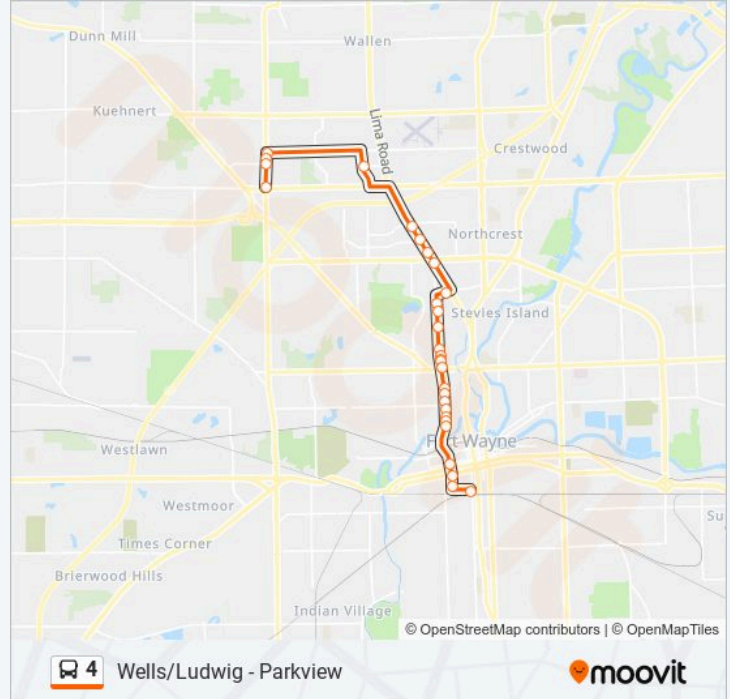 Dunn Mill
Wallen
Kuehnert
Lima Road
Crestwood
Northcrest
Stevies Island
Fort Wayne
Westlawn
Westmoor
Su
Times Corner
Brierwood Hills
Indian Village
© OpenStreetMap contributors | © OpenMapTiles
4 Wells/Ludwig - Parkview
moovit